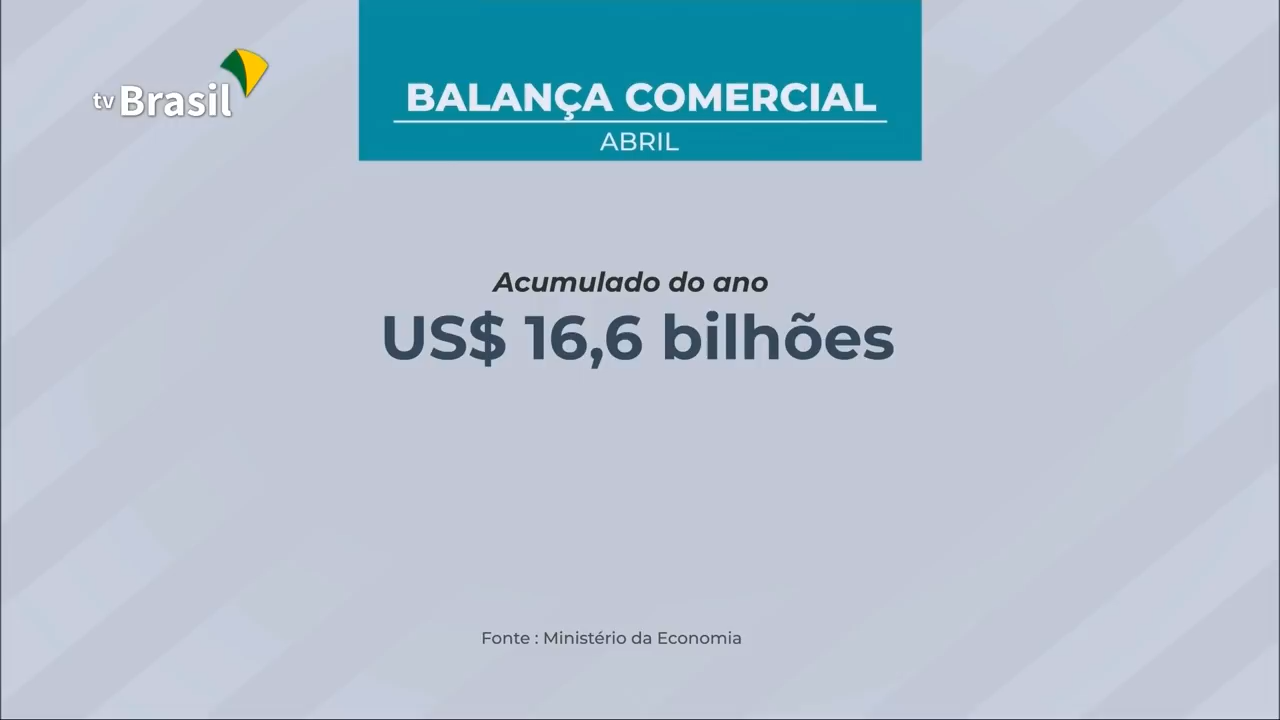 tv Brasil
BALANÇA COMERCIAL
ABRIL
Acumulado do ano
US$ 16,6 bilhões
Fonte : Ministério da Economia